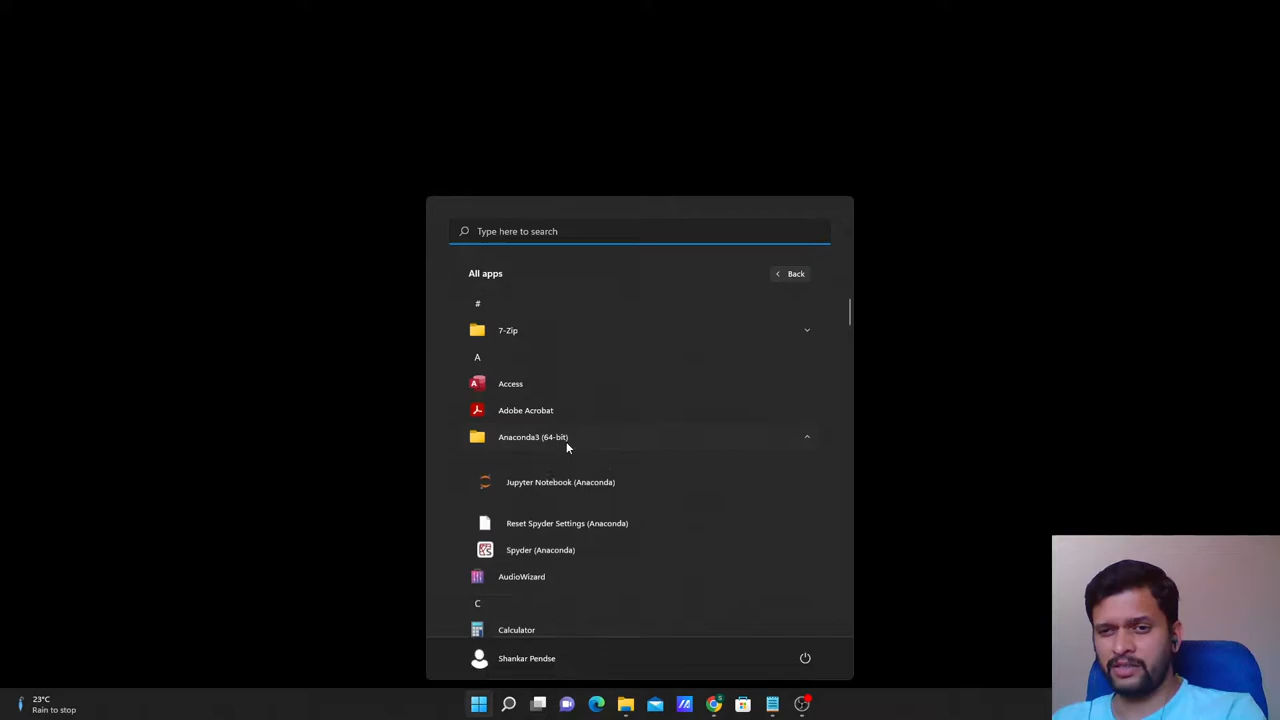 Type here to search
All apps
Back
#
7-Zip
A
Access
Adobe Acrobat
Anaconda3 (64-bit)
Jupyter Notebook (Anaconda)
Reset Spyder Settings (Anaconda)
Spyder (Anaconda)
AudioWizard
C
Calculator
Shankar Pendse
23°C
Rain to stop